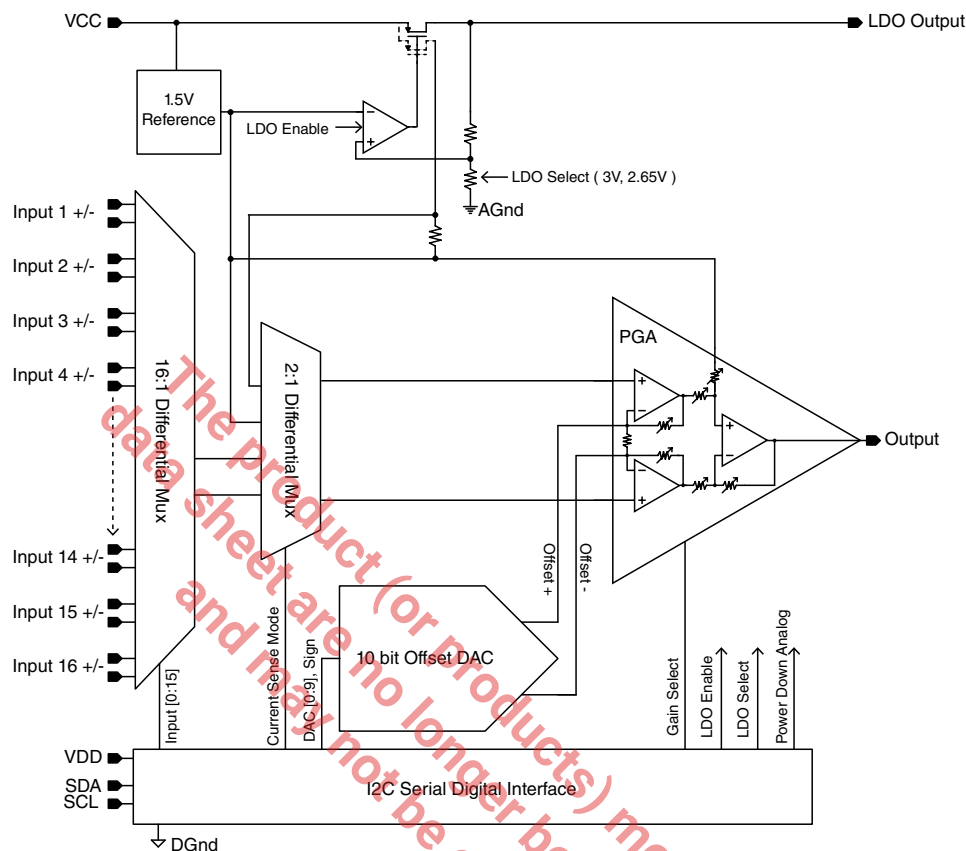 VCC
LDO Output
1.5V
Reference
LDO Enable
−
+
LDO Select ( 3V, 2.65V )
AGnd
Input 1 +/-
Input 2 +/-
Input 3 +/-
Input 4 +/-
Input 14 +/-
Input 15 +/-
Input 16 +/-
16:1 Differential Mux
2:1 Differential Mux
PGA
+
−
−
+
+
−
Output
Offset +
Offset -
10 bit Offset DAC
Input [0:15]
Current Sense Mode
DAC [0:9], Sign
Gain Select
LDO Enable
LDO Select
Power Down Analog
VDD
SDA
SCL
I2C Serial Digital Interface
DGnd
The product (or products)
data sheet are no longer
and may not be